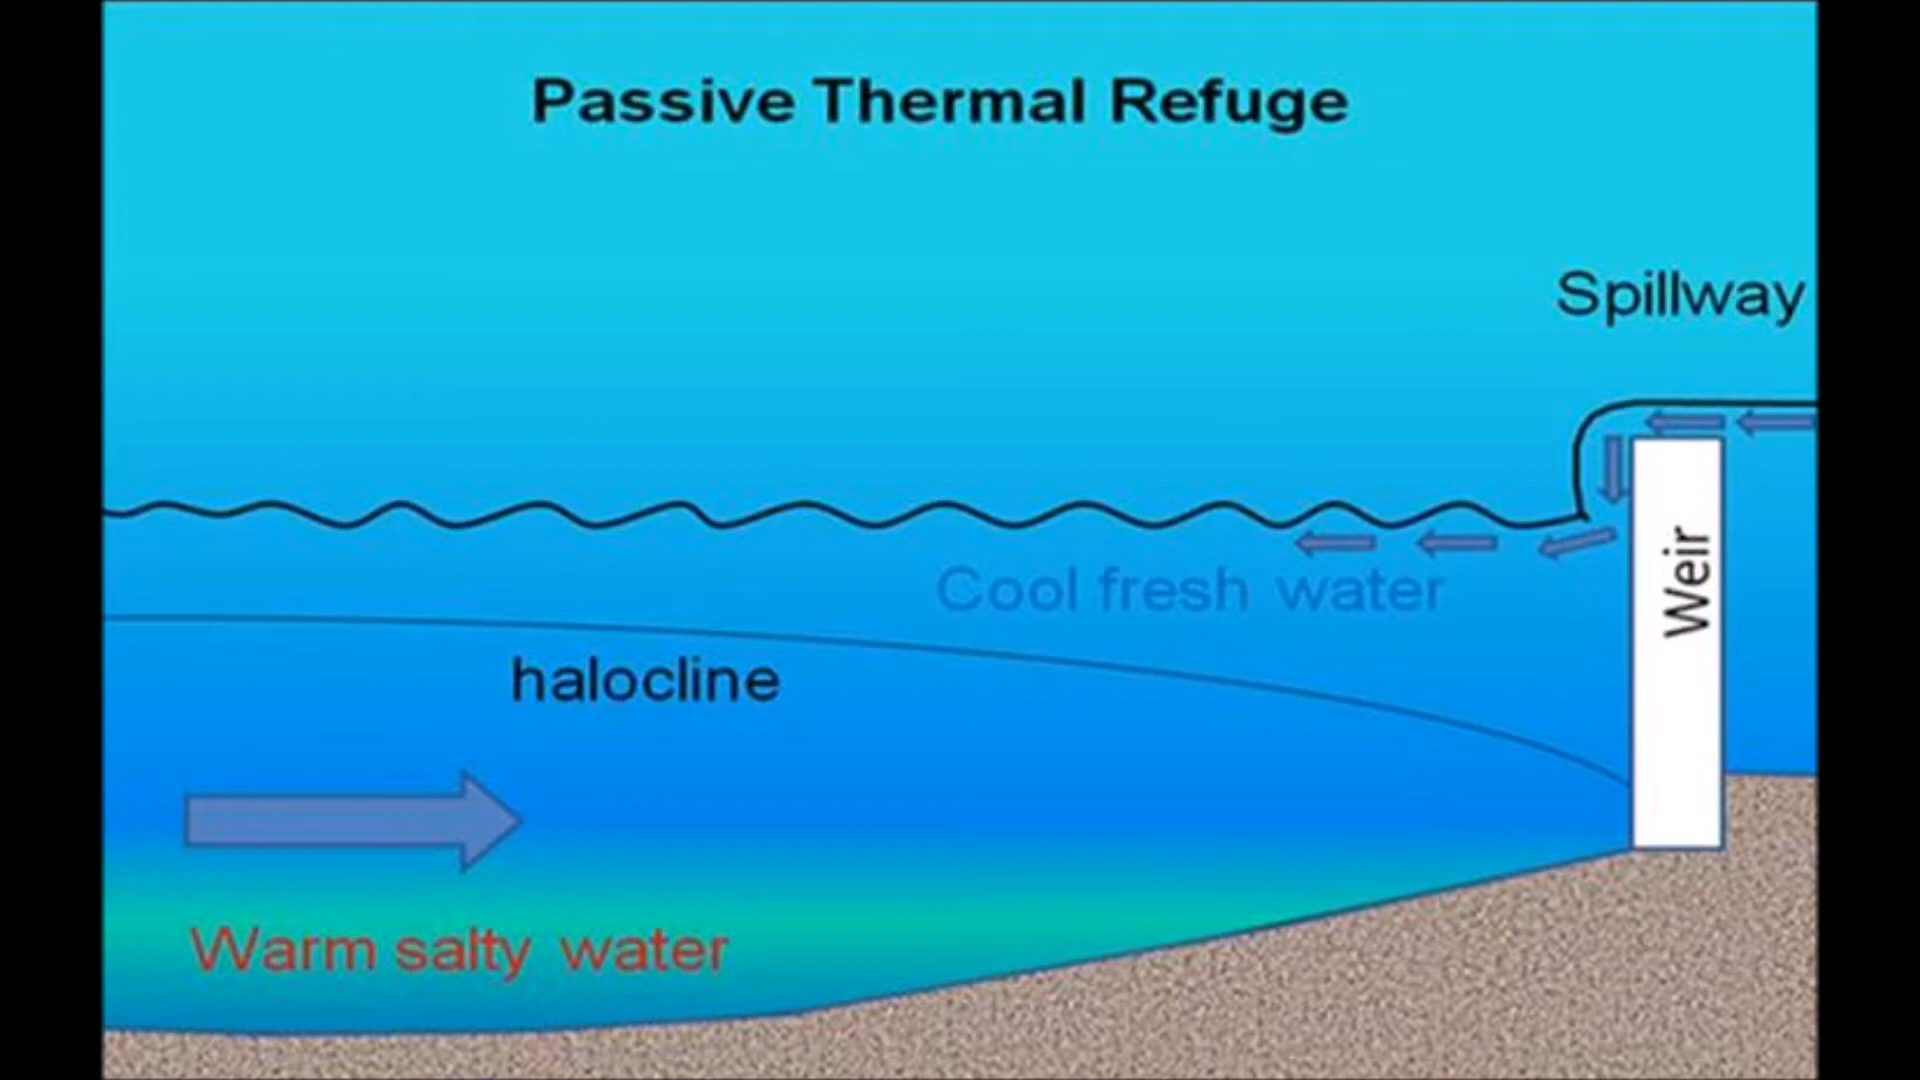 Passive Thermal Refuge
Spillway
Weir
Cool fresh water
halocline
Warm salty water